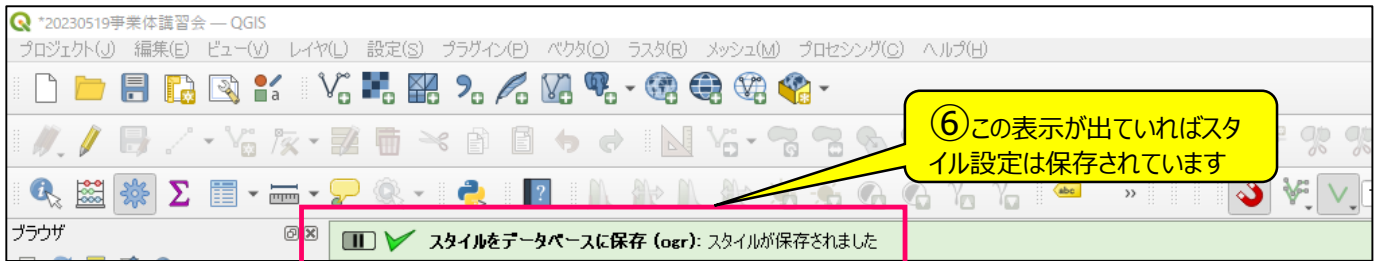 *20230519事業体講習会 — QGIS
プロジェクト(J) 編集(E) ビュー(V) レイヤ(L) 設定(S) プラグイン(P) ベクタ(O) ラスタ(R) メッシュ(M) プロセシング(C) ヘルプ(H)
⑥この表示が出ていればスタ
イル設定は保存されています
abc
»
ブラウザ
スタイルをデータベースに保存 (ogr): スタイルが保存されました